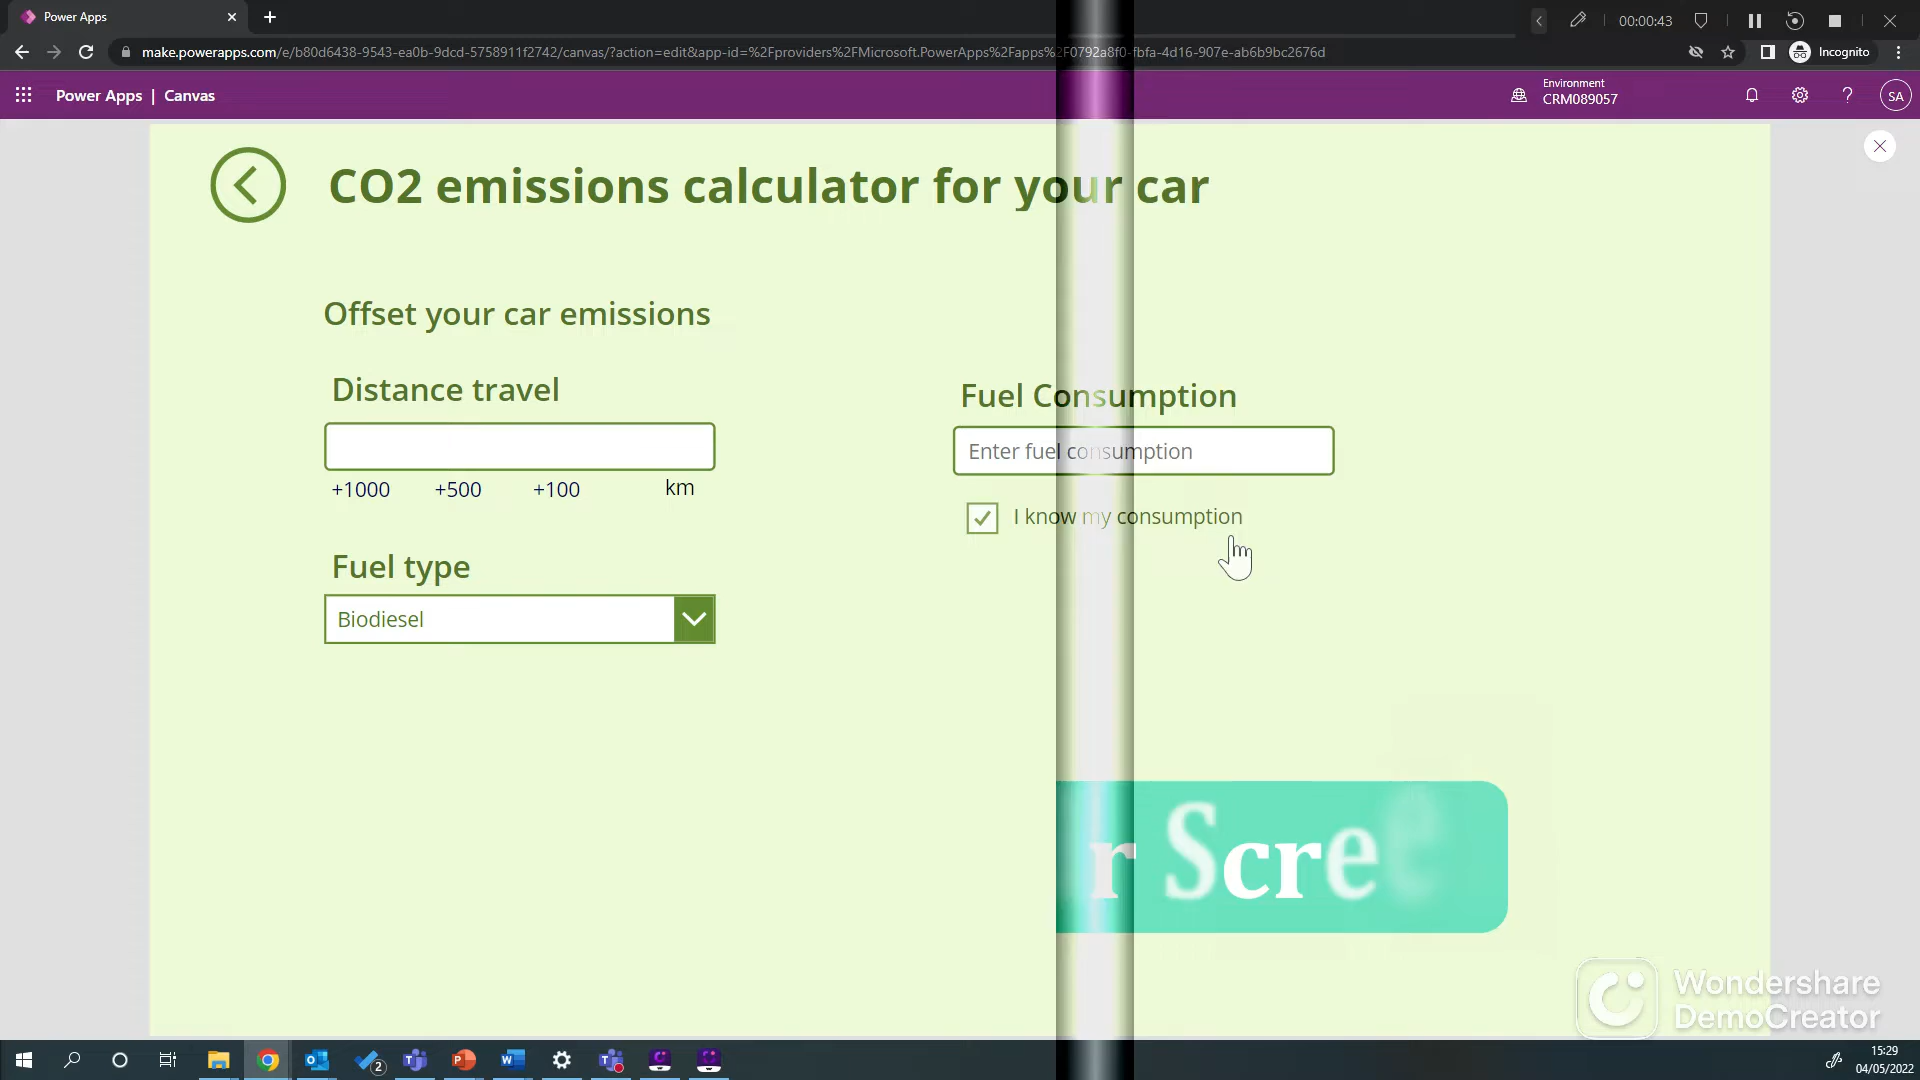 Power Apps
00:00:43
make.powerapps.com/e/b80d6438-9543-ea0b-9dcd-5758911f2742/canvas/?action=edit&app-id=%2Fproviders%2FMicrosoft.PowerApps%2Fapps%2F0792a8f0-fbfa-4d16-907e-ab6b9bc2676d
Incognito
Power Apps | Canvas
Environment
CRM089057
?
SA
CO2 emissions calculator for your car
Offset your car emissions
Distance travel
Fuel Consumption
Enter fuel consumption
+1000 +500 +100 km
I know my consumption
Fuel type
Biodiesel
r Scree
Wondershare
DemoCreator
2
15:29
04/05/2022